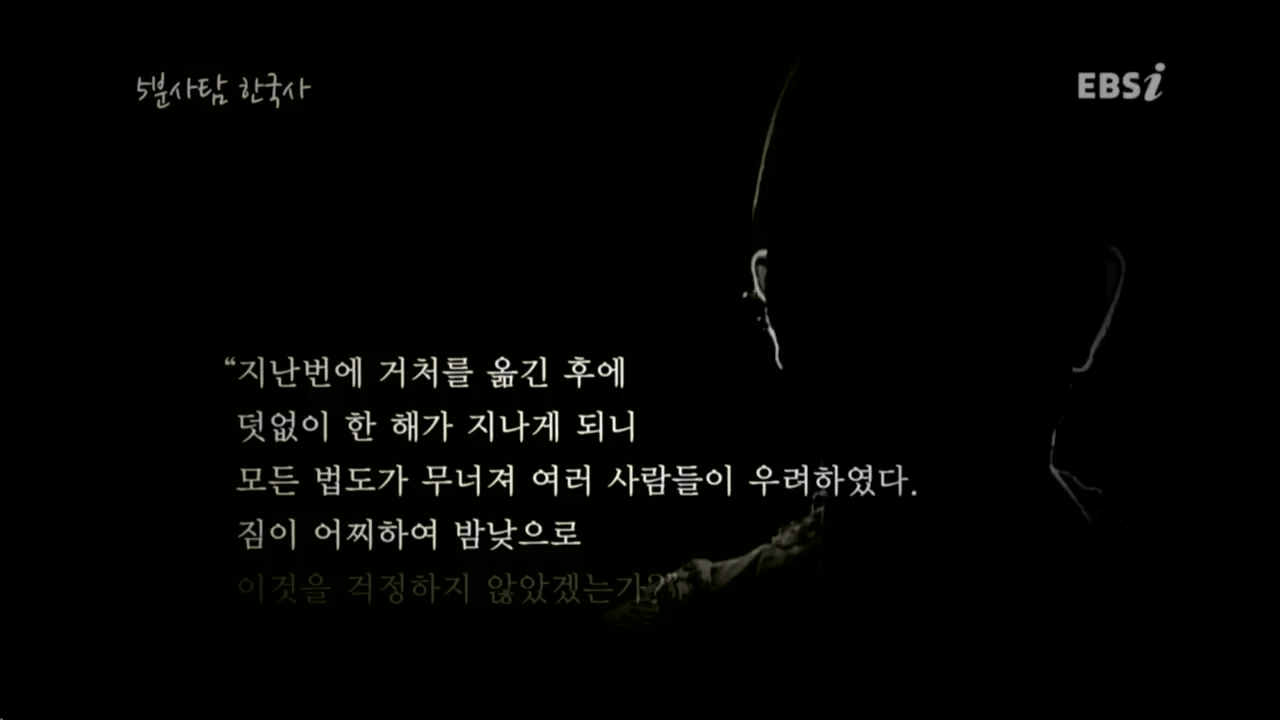 5분사탐 한국사
EBSi
“지난번에 거처를 옮긴 후에
덧없이 한 해가 지나게 되니
모든 법도가 무너져 여러 사람들이 우려하였다.
짐이 어찌하여 밤낮으로
이것을 걱정하지 않았겠는가?”